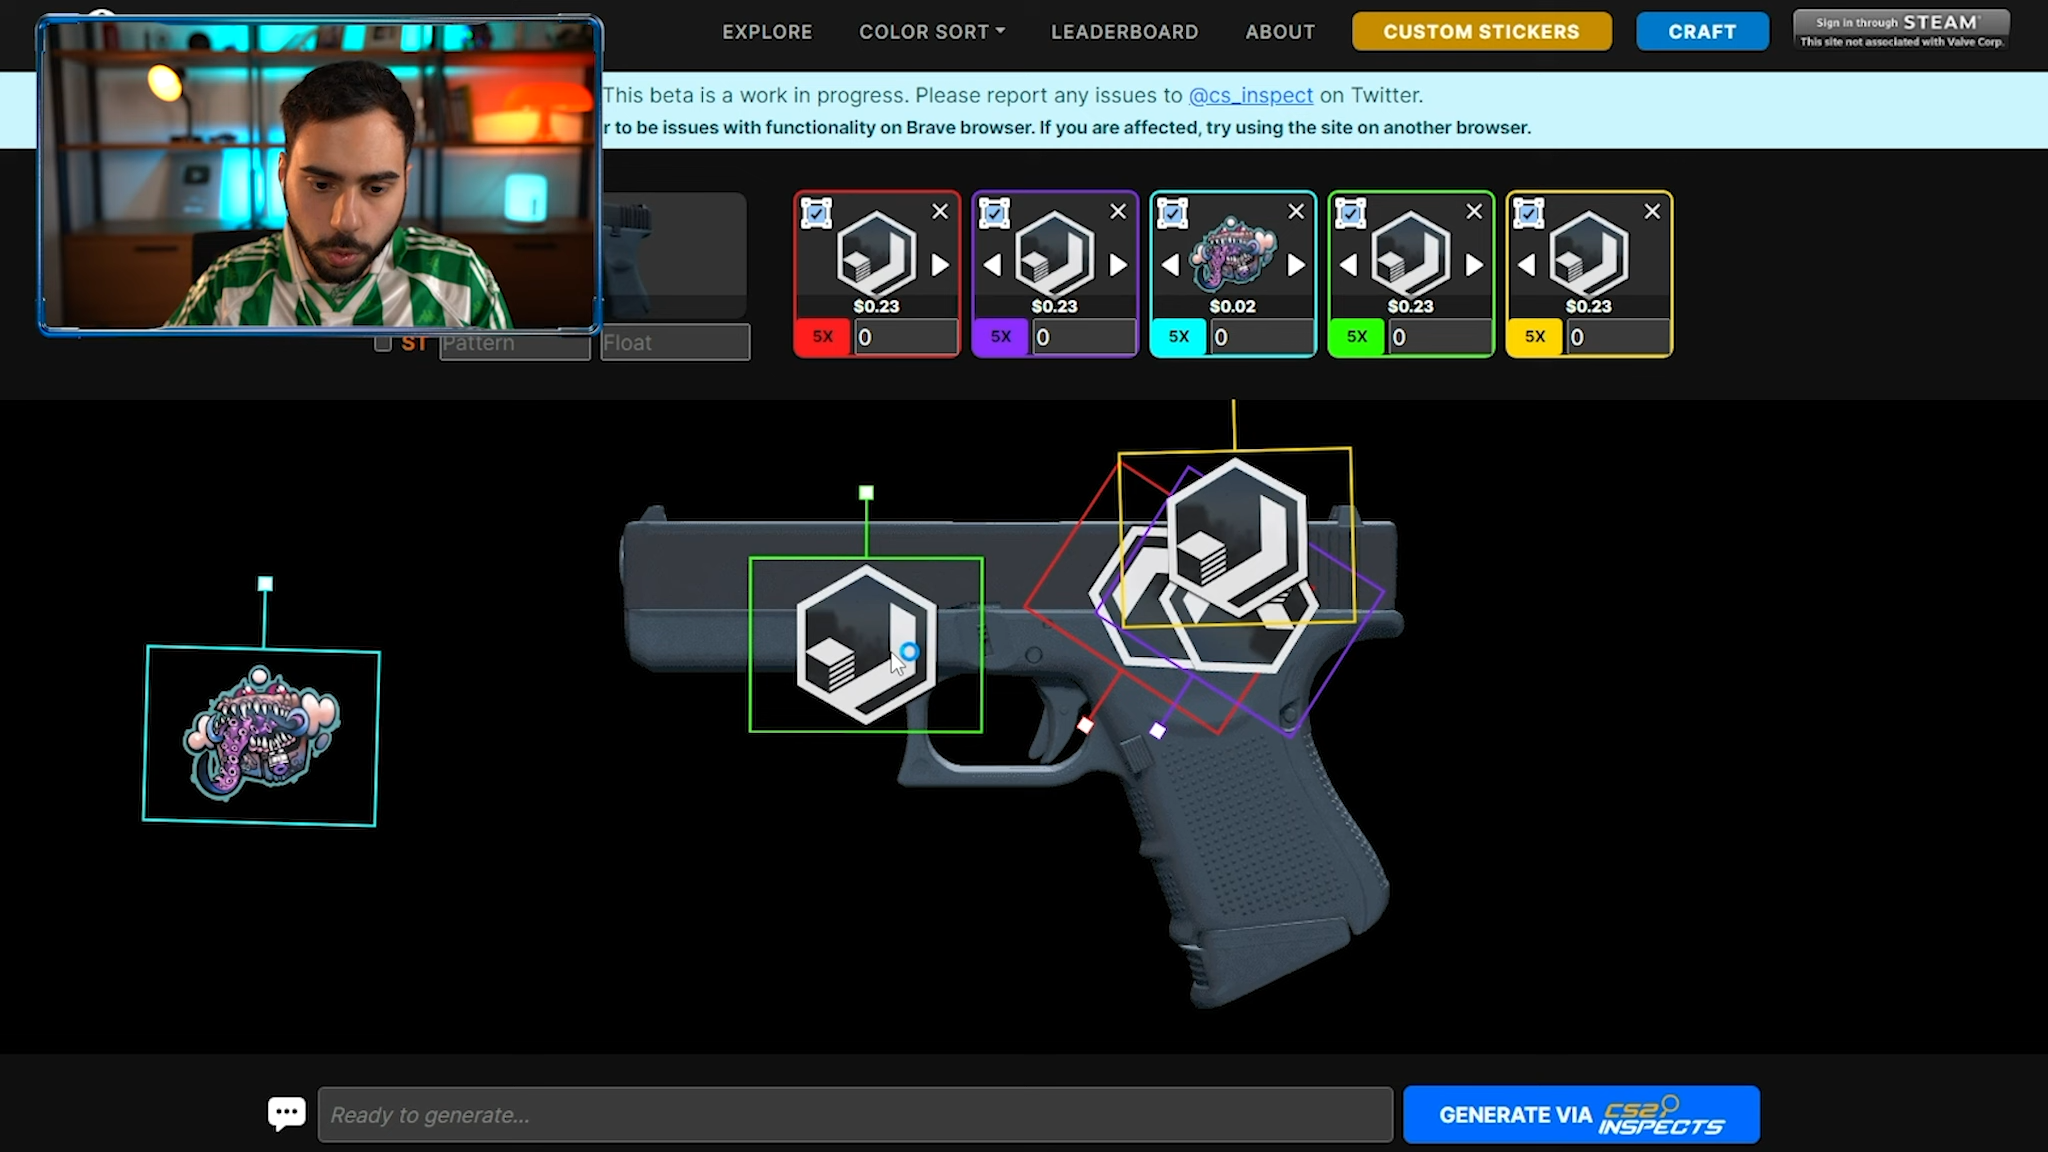 EXPLORE
COLOR SORT
LEADERBOARD
ABOUT
CUSTOM STICKERS
CRAFT
Sign in through STEAM
This site not associated with Valve Corp.
This beta is a work in progress. Please report any issues to @cs_inspect on Twitter.
r to be issues with functionality on Brave browser. If you are affected, try using the site on another browser.
ST
Pattern
Float
$0.23
5X
0
$0.23
5X
0
$0.02
5X
0
$0.23
5X
0
$0.23
5X
0
Ready to generate...
GENERATE VIA CS2 INSPECTS